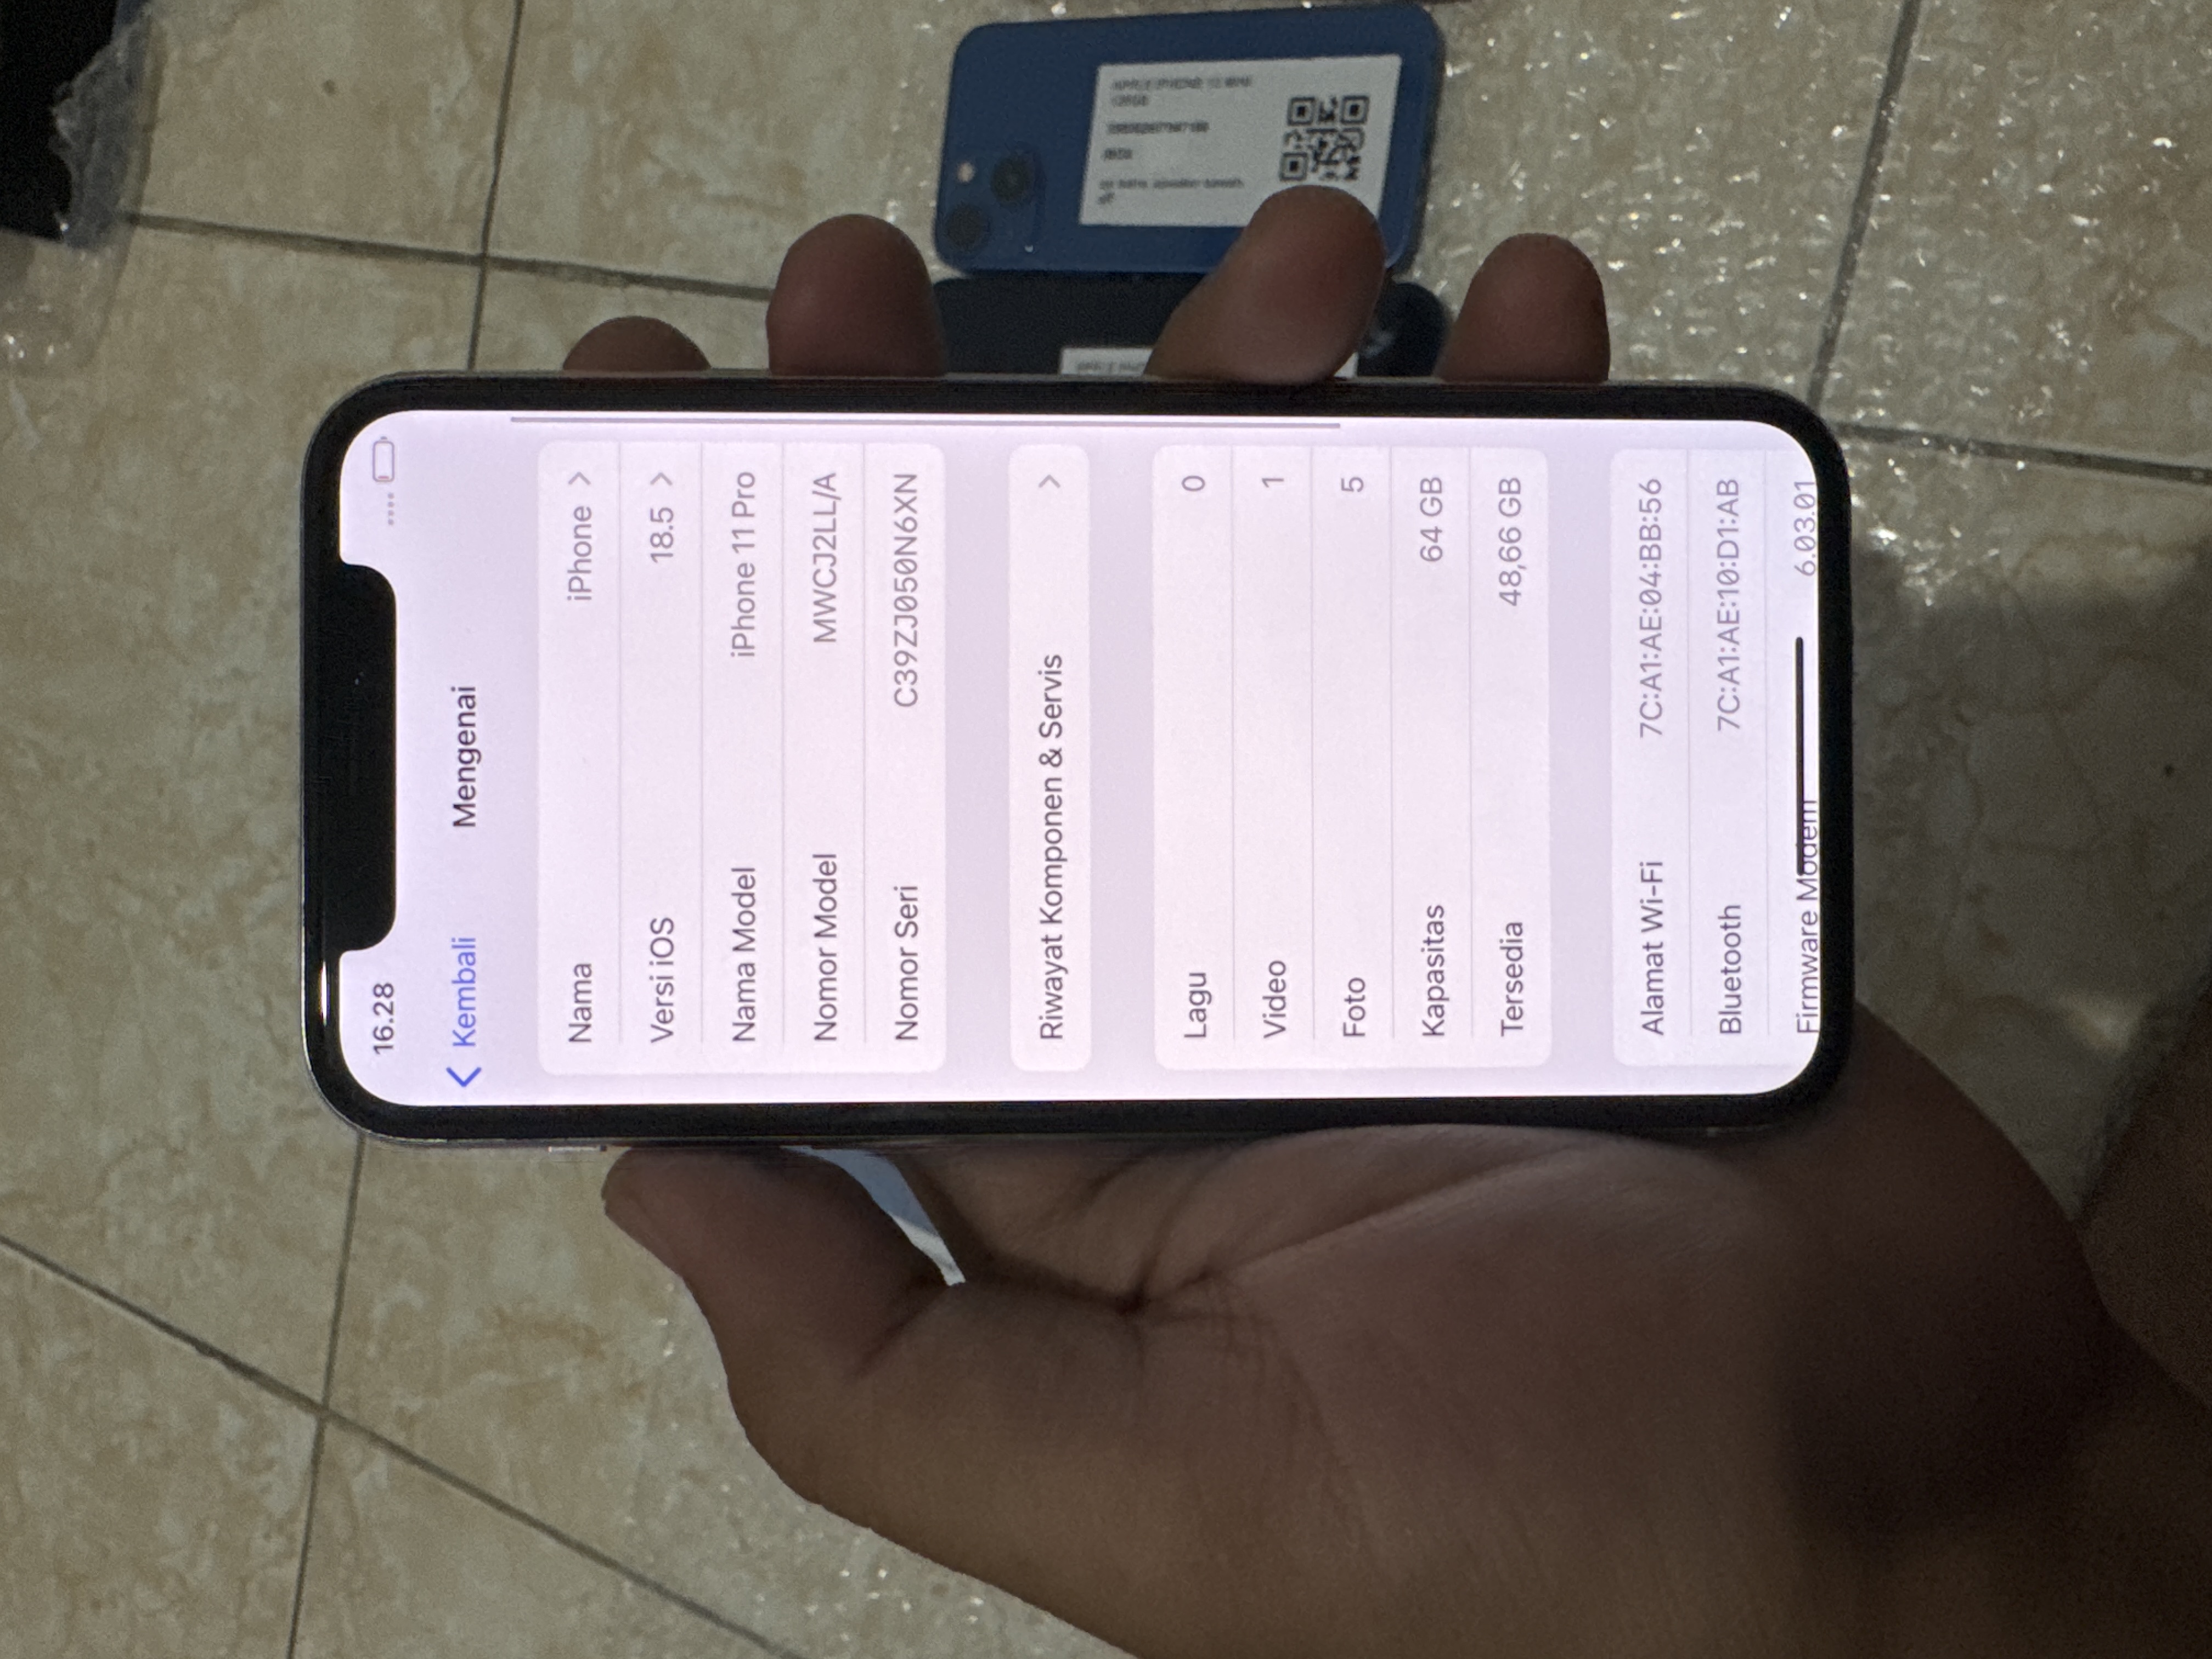 16.28
Kembali
Mengenai
Nama iPhone
Versi iOS 18.5
Nama Model iPhone 11 Pro
Nomor Model MWCJ2LL/A
Nomor Seri C39ZJ050N6XN
Riwayat Komponen & Servis
Lagu 0
Video 1
Foto 5
Kapasitas 64 GB
Tersedia 48,66 GB
Alamat Wi-Fi 7C:A1:AE:04:BB:56
Bluetooth 7C:A1:AE:10:D1:AB
Firmware Modem 6.03.01